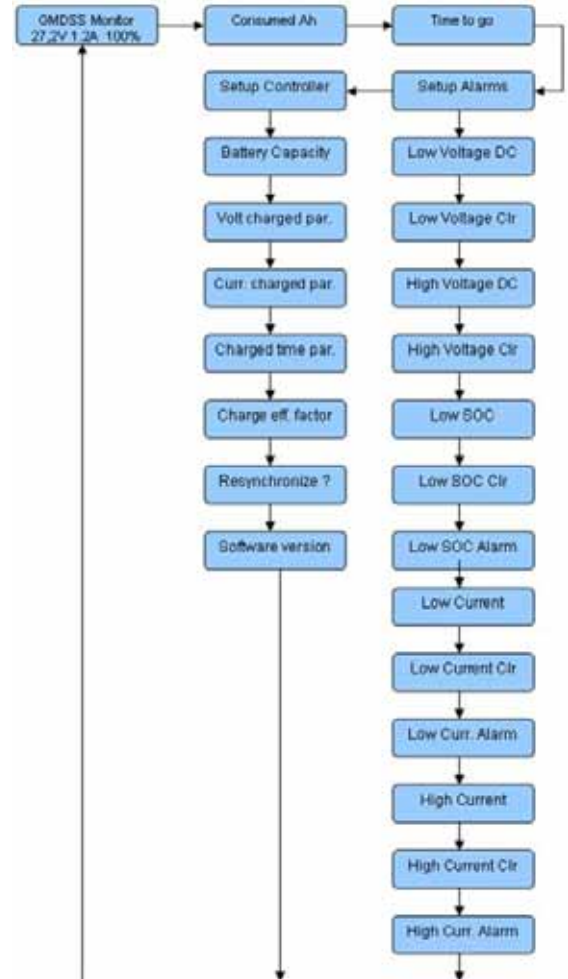 GMDSS Monitor
27,2V 1,2A 100%
Consumed Ah
Time to go
Setup Controller
Setup Alarms
Battery Capacity
Low Voltage DC
Volt charged par.
Low Voltage Clr
Curr. charged par.
High Voltage DC
Charged time par.
High Voltage Clr
Charge eff. factor
Low SOC
Resynchronize ?
Low SOC Clr
Software version
Low SOC Alarm
Low Current
Low Current Clr
Low Curr. Alarm
High Current
High Current Clr
High Curr. Alarm